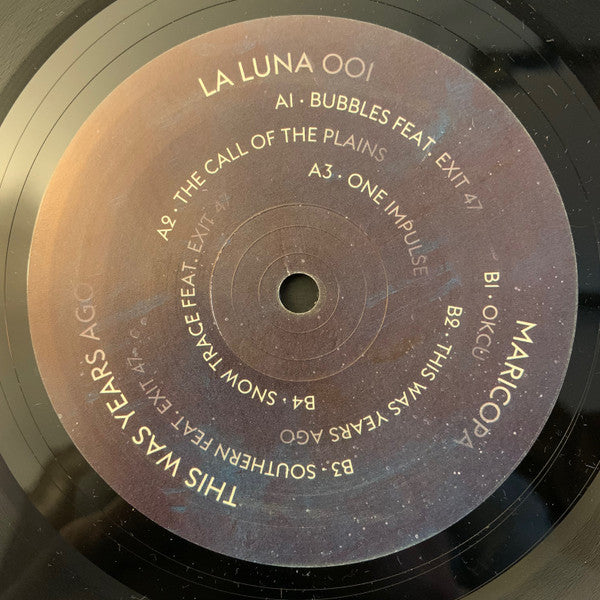 LA LUNA 001
A1 · BUBBLES FEAT. EXIT 47
A2 · THE CALL OF THE PLAINS
A3 · ONE IMPULSE
MARICOPA
B1 · OKCU
B2 · THIS WAS YEARS AGO
B3 · SOUTHERN FEAT. EXIT 47
B4 · SNOW TRACE FEAT. EXIT 47
THIS WAS YEARS AGO